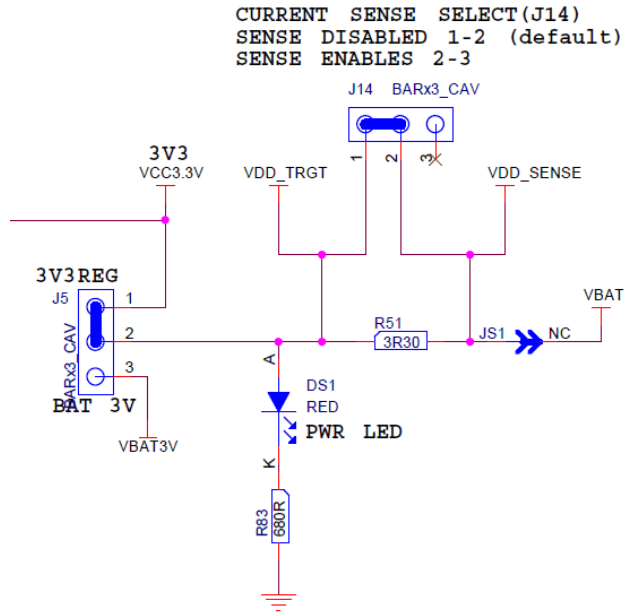 CURRENT SENSE SELECT(J14)
SENSE DISABLED 1-2 (default)
SENSE ENABLES 2-3
J14 BARx3_CAV
1 2 3
3V3
VCC3.3V
VDD_TRGT
VDD_SENSE
3V3REG
J5
1
2
3
BARx3_CAV
BAT 3V
VBAT3V
R51
3R30
JS1
NC
VBAT
A
DS1
RED
PWR LED
K
R83
680R